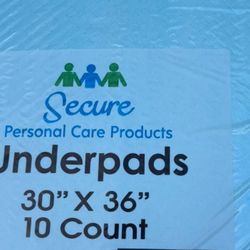 Secure
Personal Care Products
Underpads
30" X 36"
10 Count